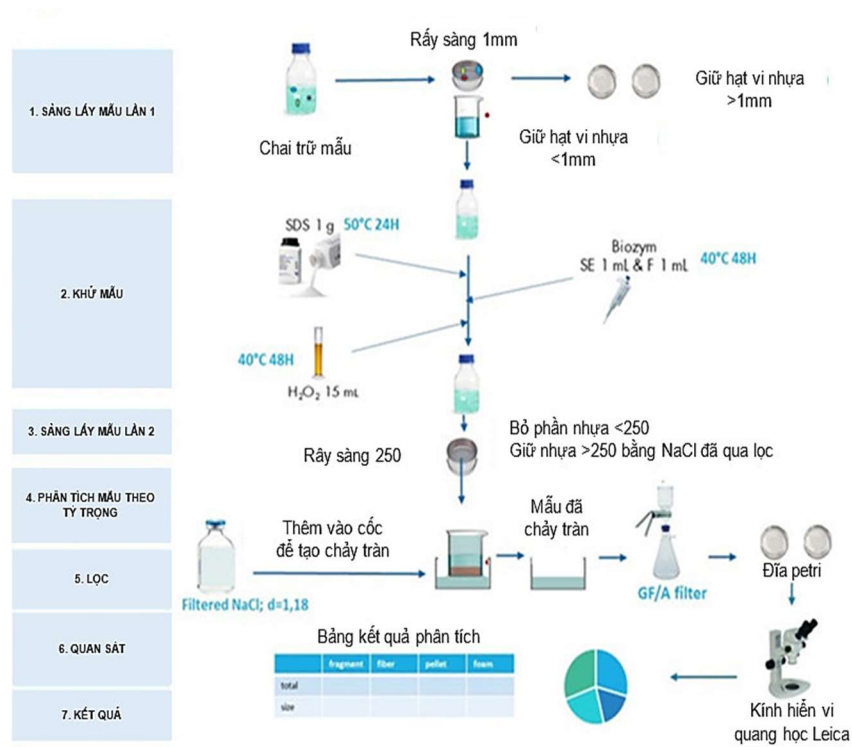 Rấy sàng 1mm
1. SÀNG LẤY MẪU LẦN 1
Giữ hạt vi nhựa
>1mm
Chai trữ mẫu
Giữ hạt vi nhựa
<1mm
2. KHỬ MẪU
SDS 1 g 50°C 24H
Biozym
SE 1 mL & F 1 mL 40°C 48H
40°C 48H
H₂O₂ 15 mL
3. SÀNG LẤY MẪU LẦN 2
Rây sàng 250
Bỏ phần nhựa <250
Giữ nhựa >250 bằng NaCl đã qua lọc
4. PHÂN TÍCH MẪU THEO
TỶ TRỌNG
Thêm vào cốc
để tạo chảy tràn
Mẫu đã
chảy tràn
5. LỌC
Filtered NaCl; d=1,18
GF/A filter
Đĩa petri
6. QUAN SÁT
Bảng kết quả phân tích
fragment fiber pellet foam
total
size
7. KẾT QUẢ
Kính hiển vi
quang học Leica